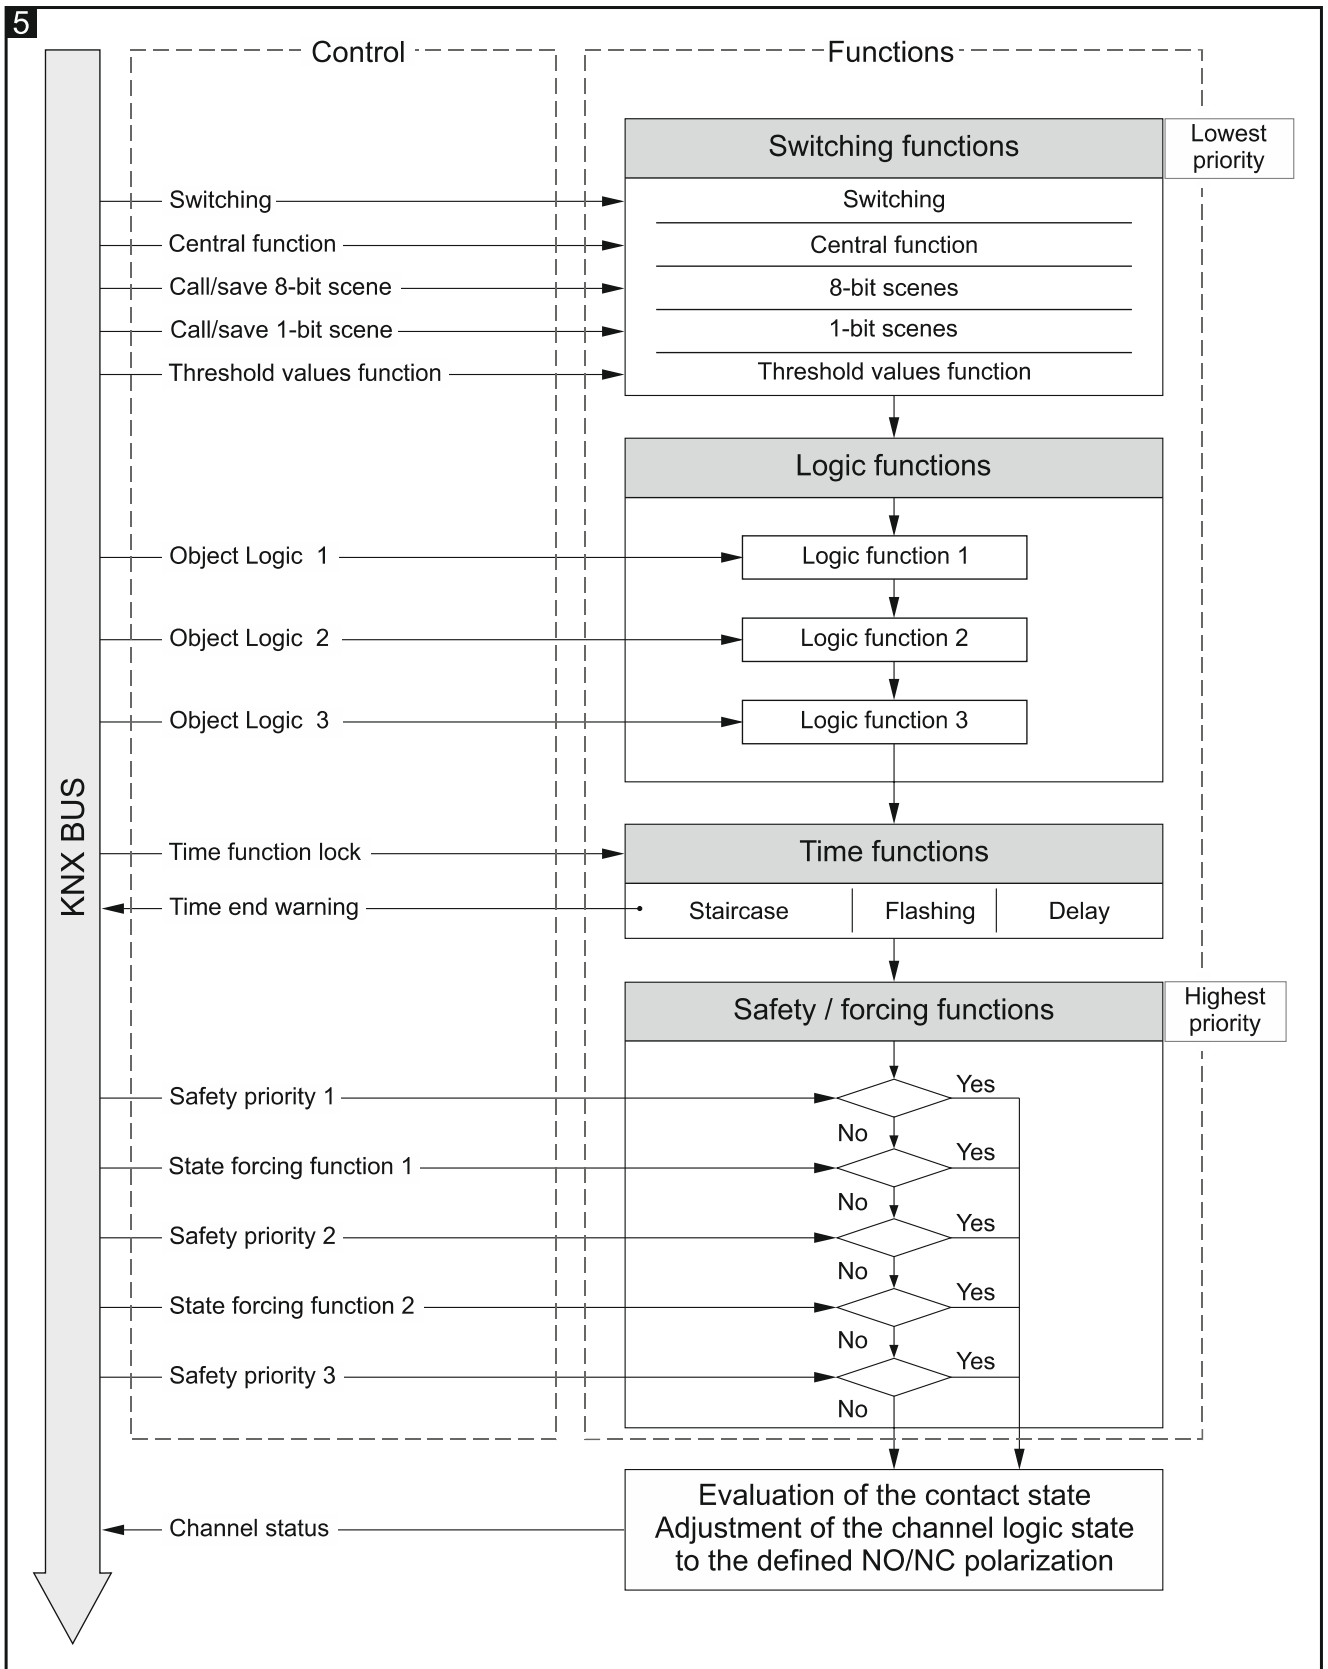 5
Control
Functions
Switching functions
Lowest
priority
Switching
Switching
Central function
Central function
Call/save 8-bit scene
8-bit scenes
Call/save 1-bit scene
1-bit scenes
Threshold values function
Threshold values function
Logic functions
Object Logic 1
Logic function 1
Object Logic 2
Logic function 2
Object Logic 3
Logic function 3
KNX BUS
Time function lock
Time functions
Time end warning
Staircase
Flashing
Delay
Safety / forcing functions
Highest
priority
Safety priority 1
Yes
No
State forcing function 1
Yes
No
Safety priority 2
Yes
No
State forcing function 2
Yes
No
Safety priority 3
Yes
No
Channel status
Evaluation of the contact state
Adjustment of the channel logic state
to the defined NO/NC polarization